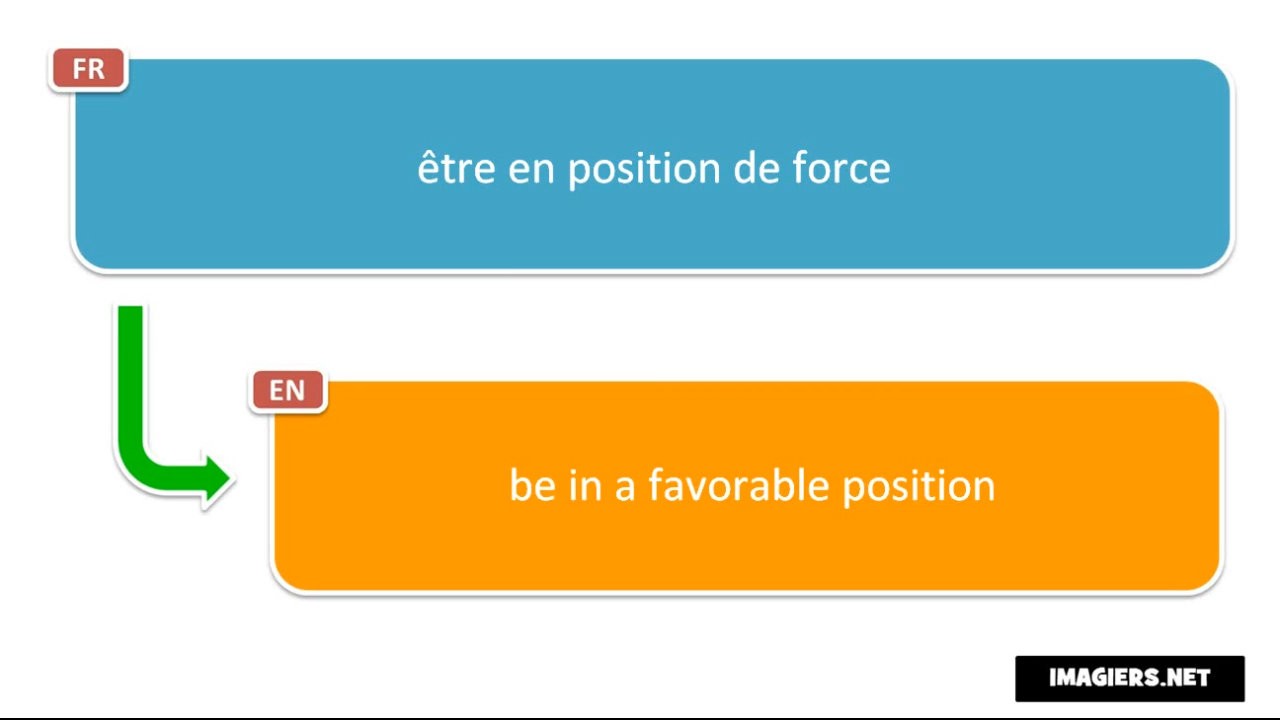 FR
être en position de force
EN
be in a favorable position
IMAGIERS.NET